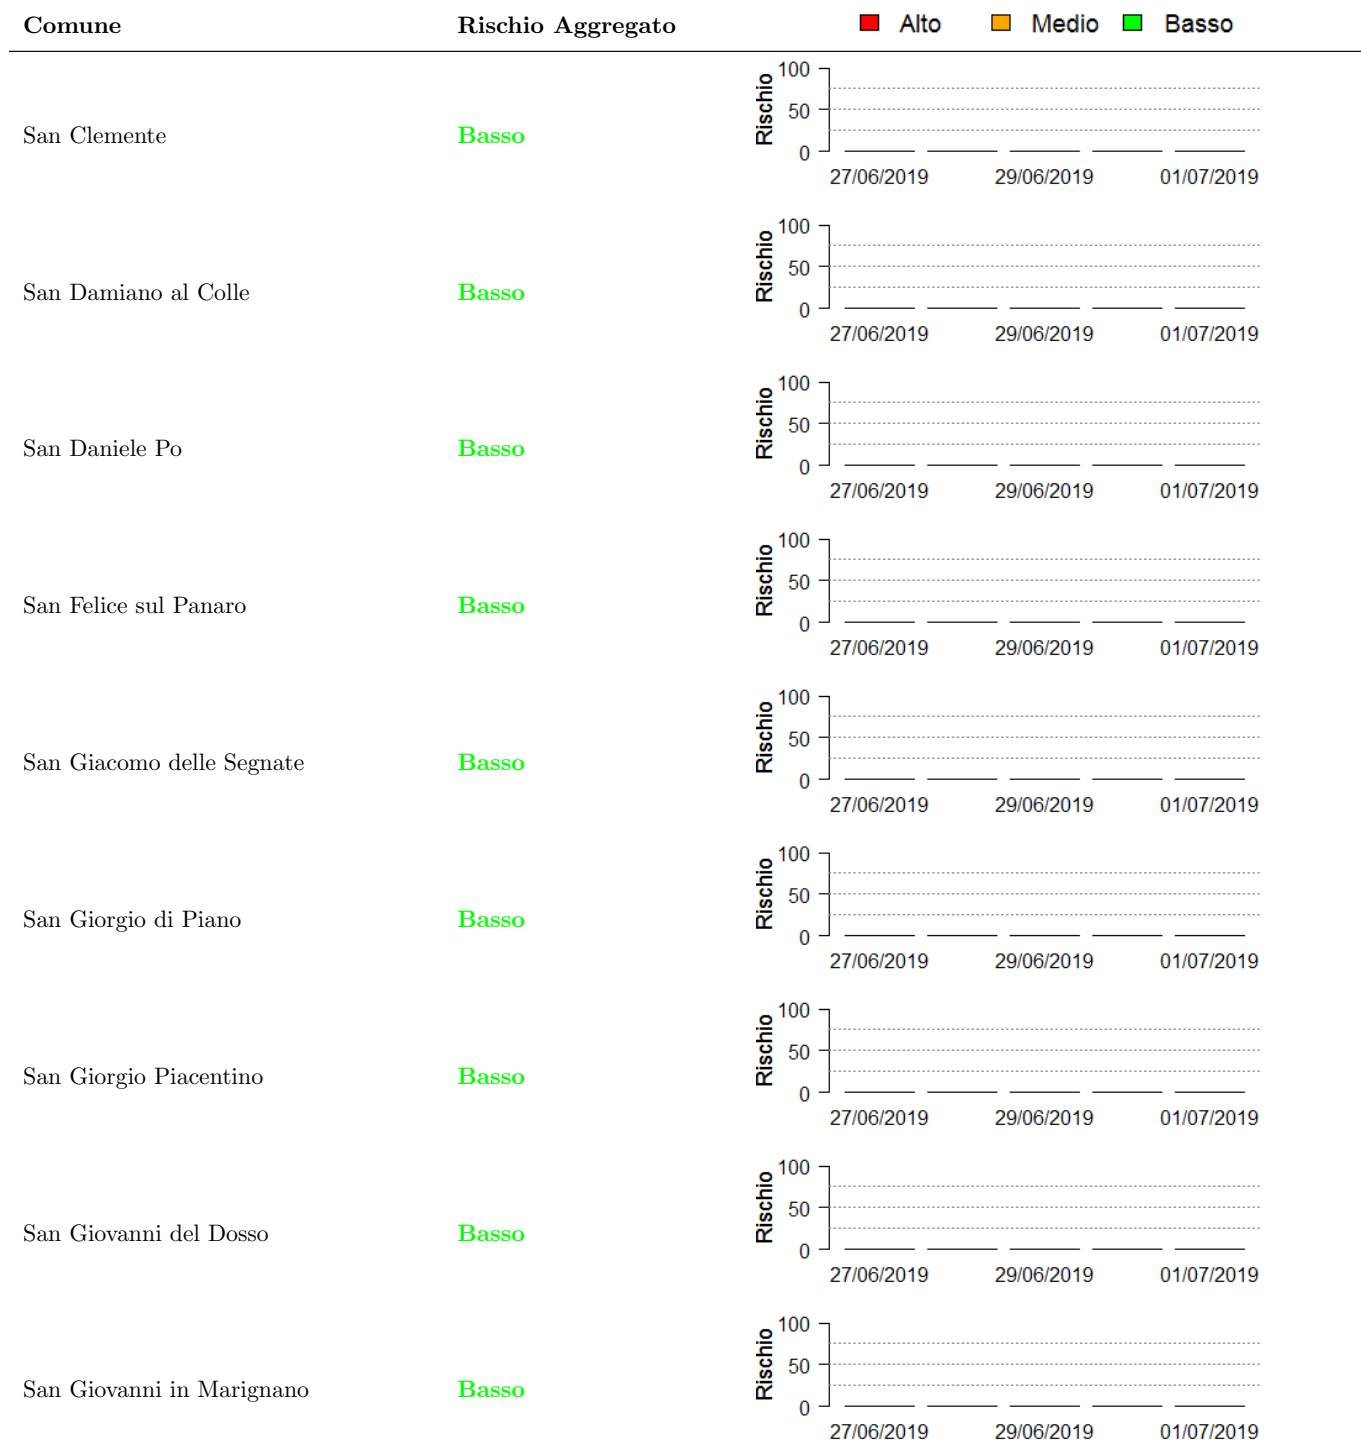 Comune Rischio Aggregato Alto Medio Basso
San Clemente Basso
Rischio
100
50
0
27/06/2019 29/06/2019 01/07/2019
San Damiano al Colle Basso
Rischio
100
50
0
27/06/2019 29/06/2019 01/07/2019
San Daniele Po Basso
Rischio
100
50
0
27/06/2019 29/06/2019 01/07/2019
San Felice sul Panaro Basso
Rischio
100
50
0
27/06/2019 29/06/2019 01/07/2019
San Giacomo delle Segnate Basso
Rischio
100
50
0
27/06/2019 29/06/2019 01/07/2019
San Giorgio di Piano Basso
Rischio
100
50
0
27/06/2019 29/06/2019 01/07/2019
San Giorgio Piacentino Basso
Rischio
100
50
0
27/06/2019 29/06/2019 01/07/2019
San Giovanni del Dosso Basso
Rischio
100
50
0
27/06/2019 29/06/2019 01/07/2019
San Giovanni in Marignano Basso
Rischio
100
50
0
27/06/2019 29/06/2019 01/07/2019